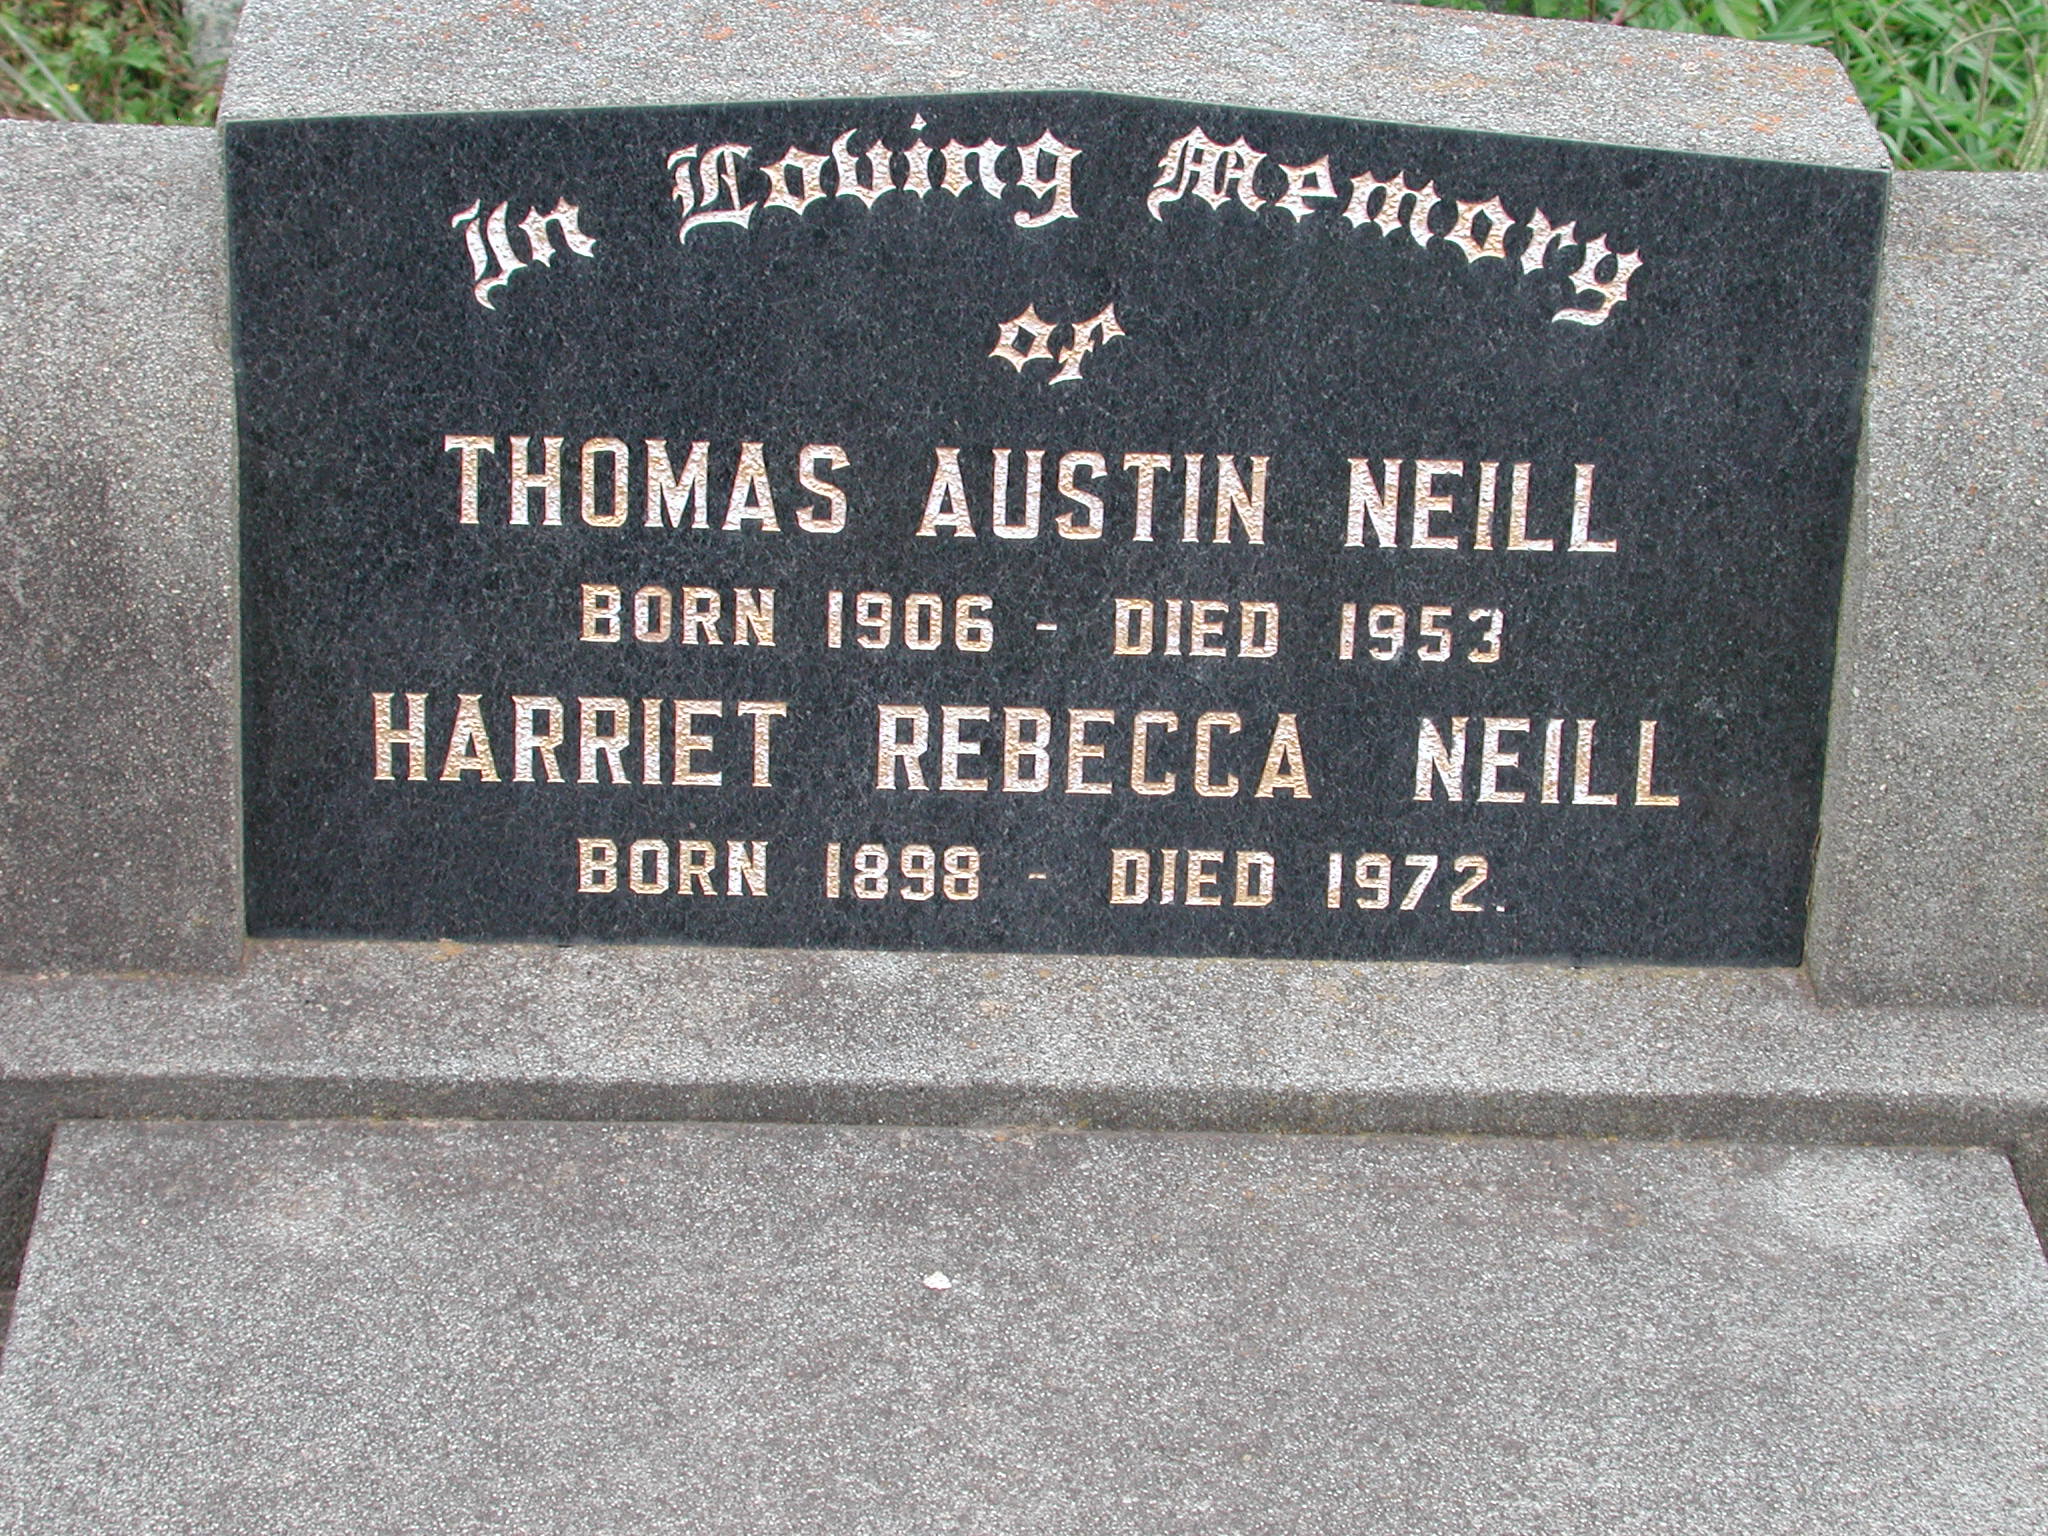 In Loving Memory
of
THOMAS AUSTIN NEILL
BORN 1906 - DIED 1953
HARRIET REBECCA NEILL
BORN 1898 - DIED 1972.